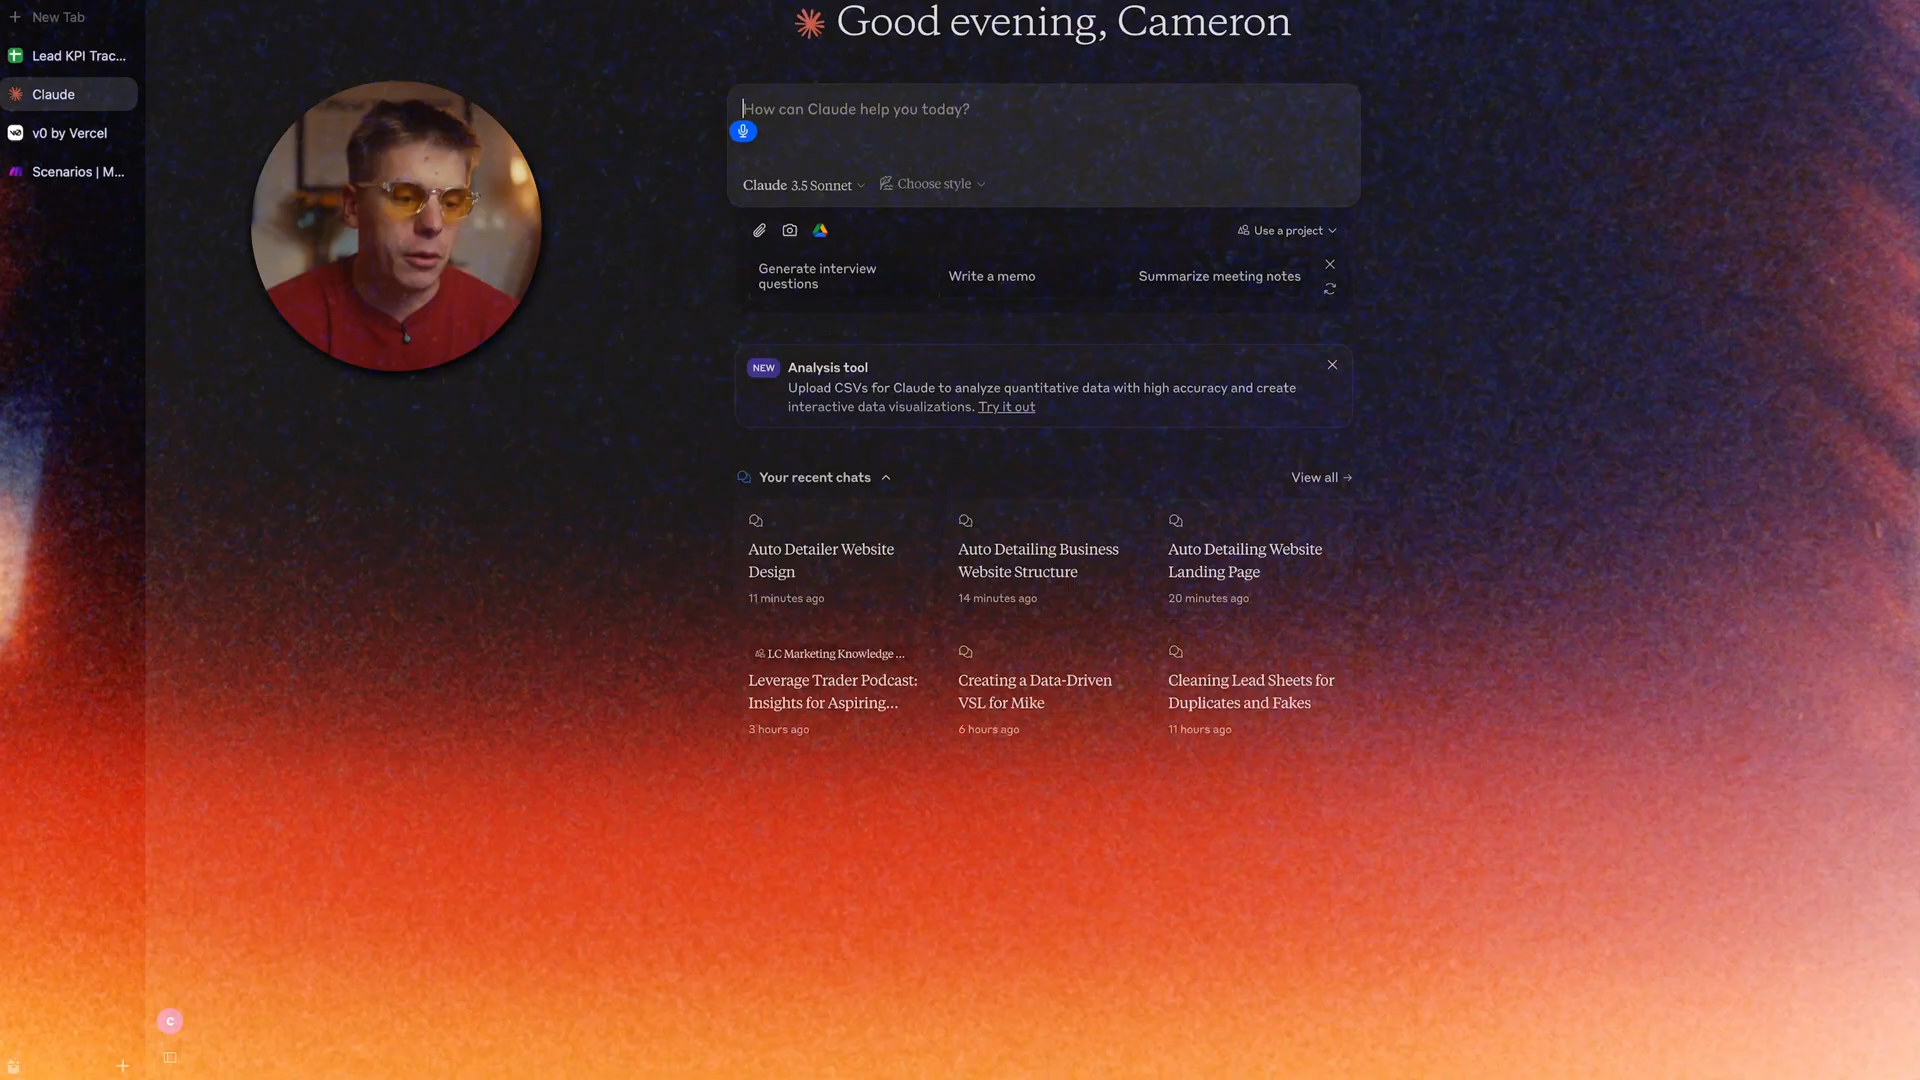 New Tab
Lead KPI Trac...
Claude
v0 by Vercel
Scenarios | M...
Good evening, Cameron
How can Claude help you today?
Claude 3.5 Sonnet
Choose style
Use a project
Generate interview
questions
Write a memo
Summarize meeting notes
NEW
Analysis tool
Upload CSVs for Claude to analyze quantitative data with high accuracy and create
interactive data visualizations. Try it out
Your recent chats
View all →
Auto Detailer Website
Design
11 minutes ago
Auto Detailing Business
Website Structure
14 minutes ago
Auto Detailing Website
Landing Page
20 minutes ago
LC Marketing Knowledge ...
Leverage Trader Podcast:
Insights for Aspiring...
3 hours ago
Creating a Data-Driven
VSL for Mike
6 hours ago
Cleaning Lead Sheets for
Duplicates and Fakes
11 hours ago
C